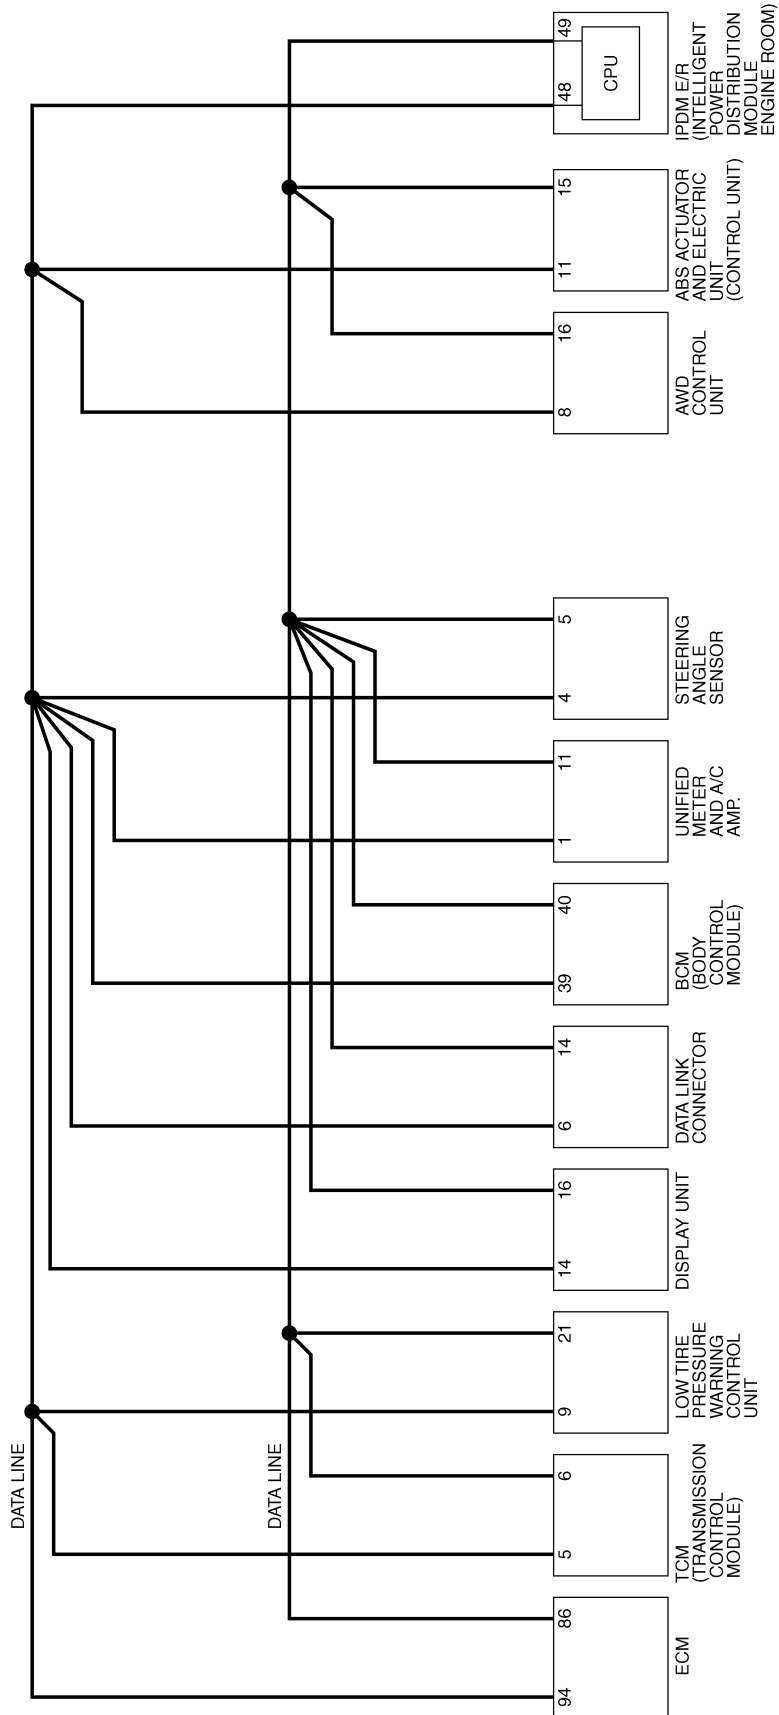 DATA LINE
DATA LINE
94
86
ECM
5
6
TCM
(TRANSMISSION
CONTROL
MODULE)
9
21
LOW TIRE
PRESSURE
WARNING
CONTROL
UNIT
14
16
DISPLAY UNIT
6
14
DATA LINK
CONNECTOR
39
40
BCM
(BODY
CONTROL
MODULE)
1
11
UNIFIED
METER
AND A/C
AMP.
4
5
STEERING
ANGLE
SENSOR
8
16
AWD
CONTROL
UNIT
11
15
ABS ACTUATOR
AND ELECTRIC
UNIT
(CONTROL UNIT)
48
49
CPU
IPDM E/R
(INTELLIGENT
POWER
DISTRIBUTION
MODULE
ENGINE ROOM)